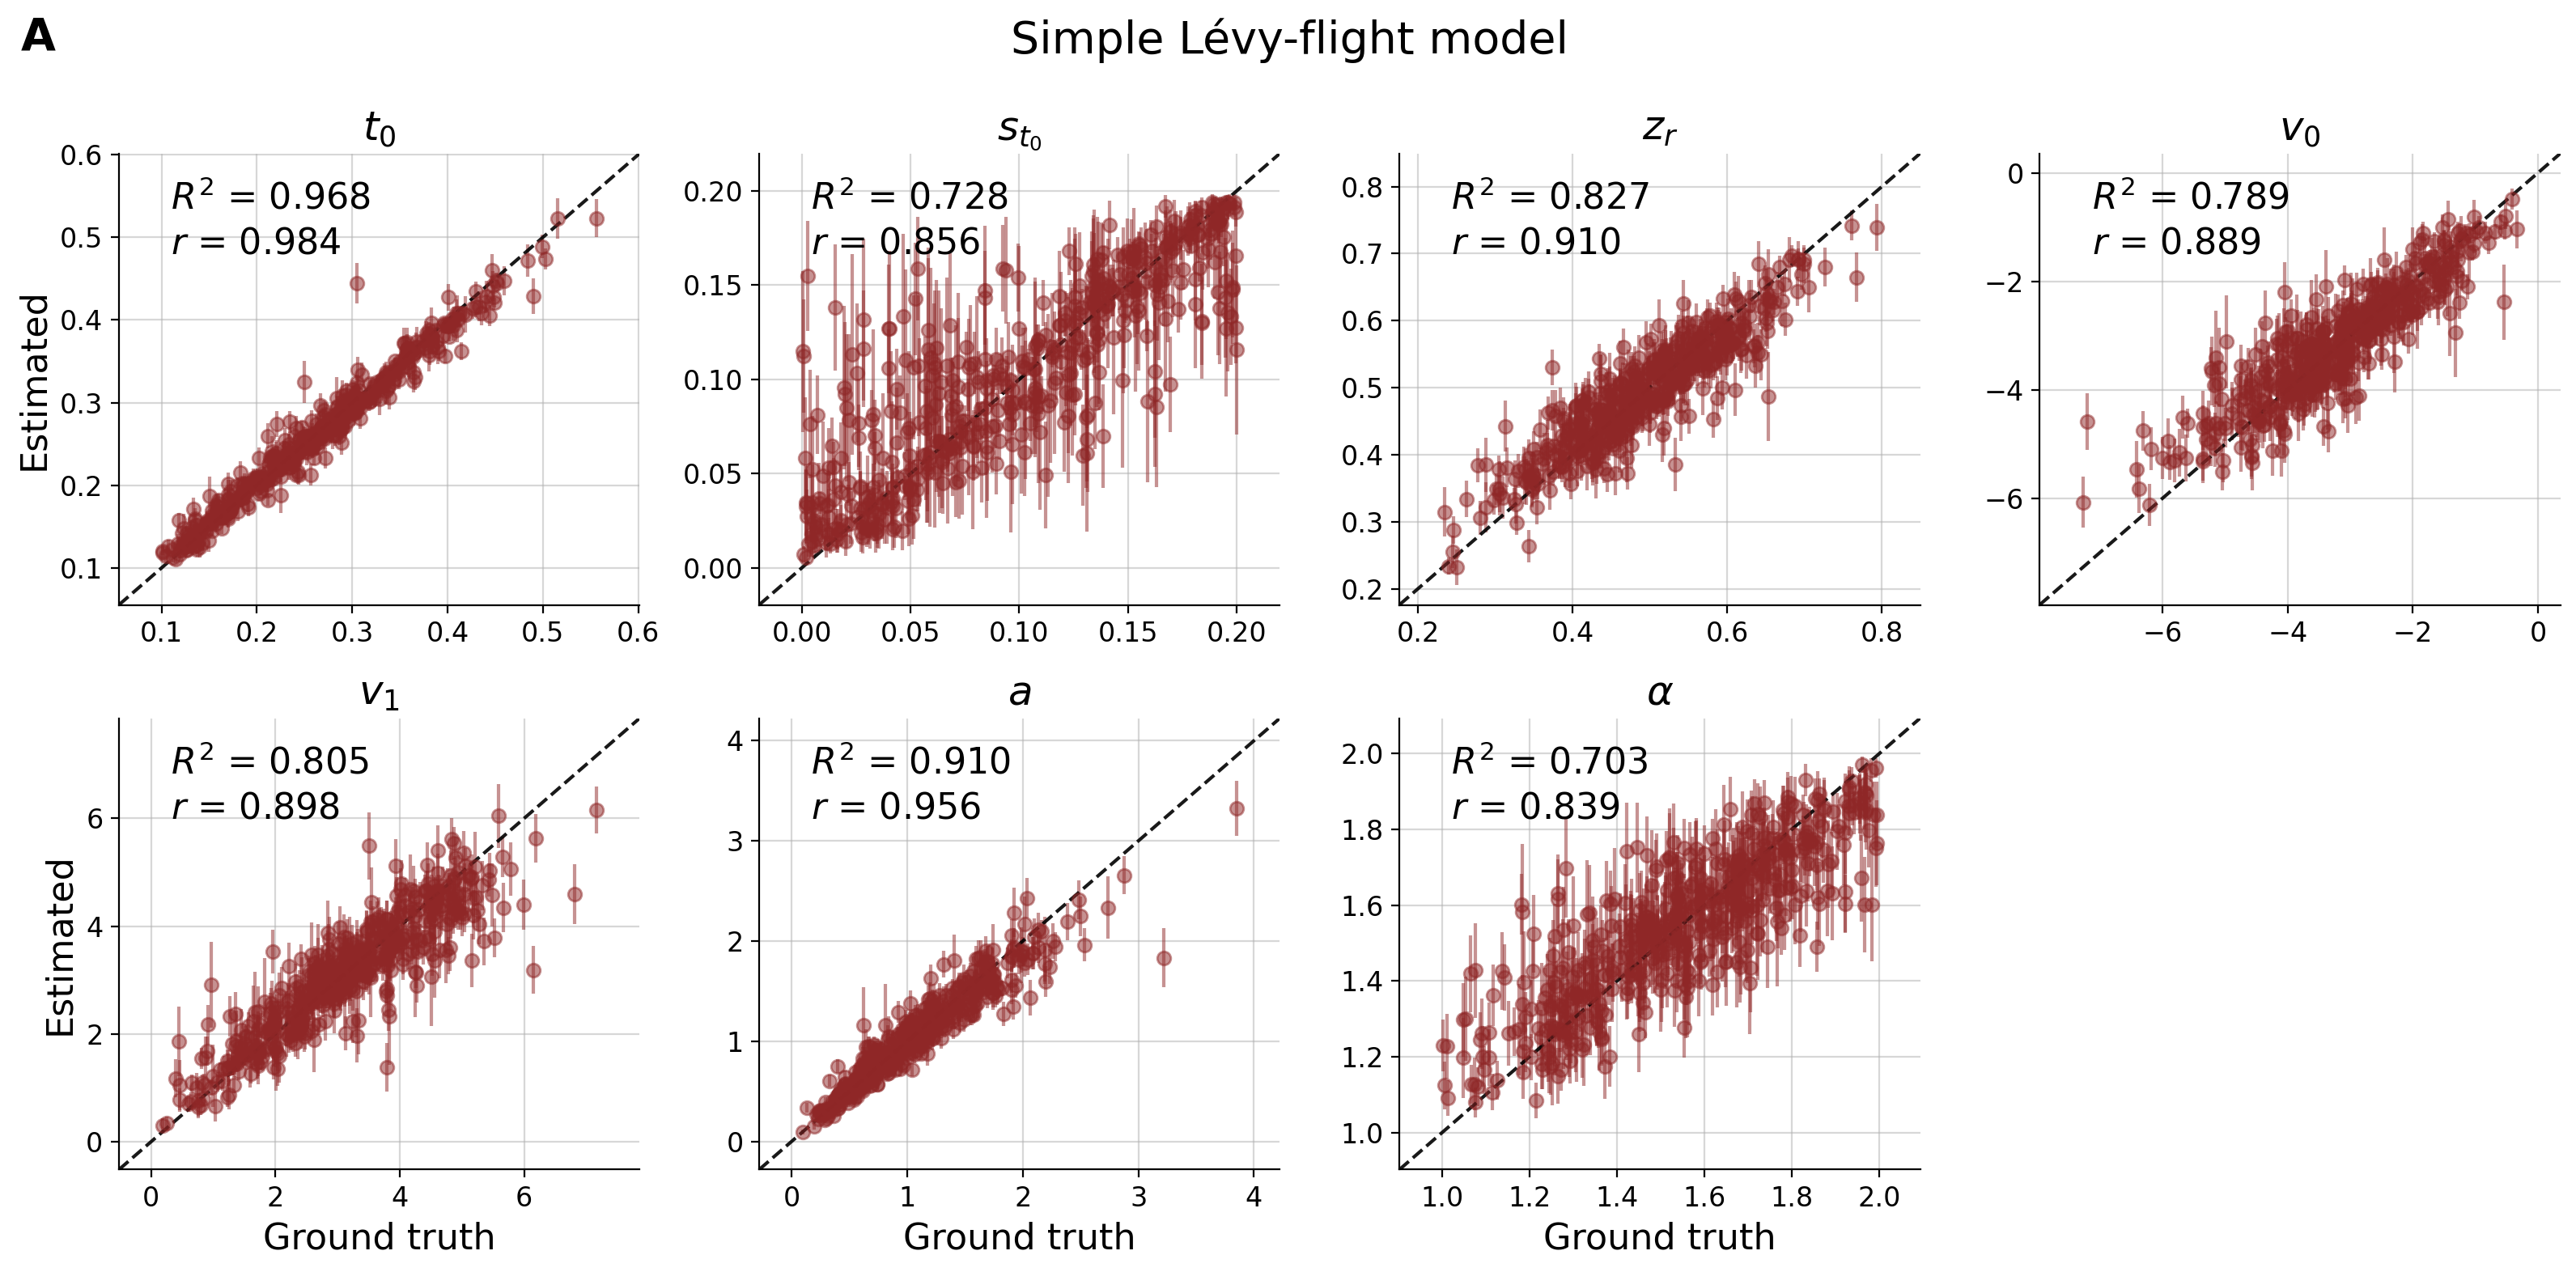 A
Simple Lévy-flight model
t₀
R² = 0.968
r = 0.984
Estimated
0.6
0.5
0.4
0.3
0.2
0.1
0.1 0.2 0.3 0.4 0.5 0.6
s_{t₀}
R² = 0.728
r = 0.856
0.20
0.15
0.10
0.05
0.00
0.00 0.05 0.10 0.15 0.20
z_r
R² = 0.827
r = 0.910
0.8
0.7
0.6
0.5
0.4
0.3
0.2
0.2 0.4 0.6 0.8
v₀
R² = 0.789
r = 0.889
0
−2
−4
−6
−6 −4 −2 0
v₁
R² = 0.805
r = 0.898
Estimated
6
4
2
0
0 2 4 6
Ground truth
a
R² = 0.910
r = 0.956
4
3
2
1
0
0 1 2 3 4
Ground truth
α
R² = 0.703
r = 0.839
2.0
1.8
1.6
1.4
1.2
1.0
1.0 1.2 1.4 1.6 1.8 2.0
Ground truth